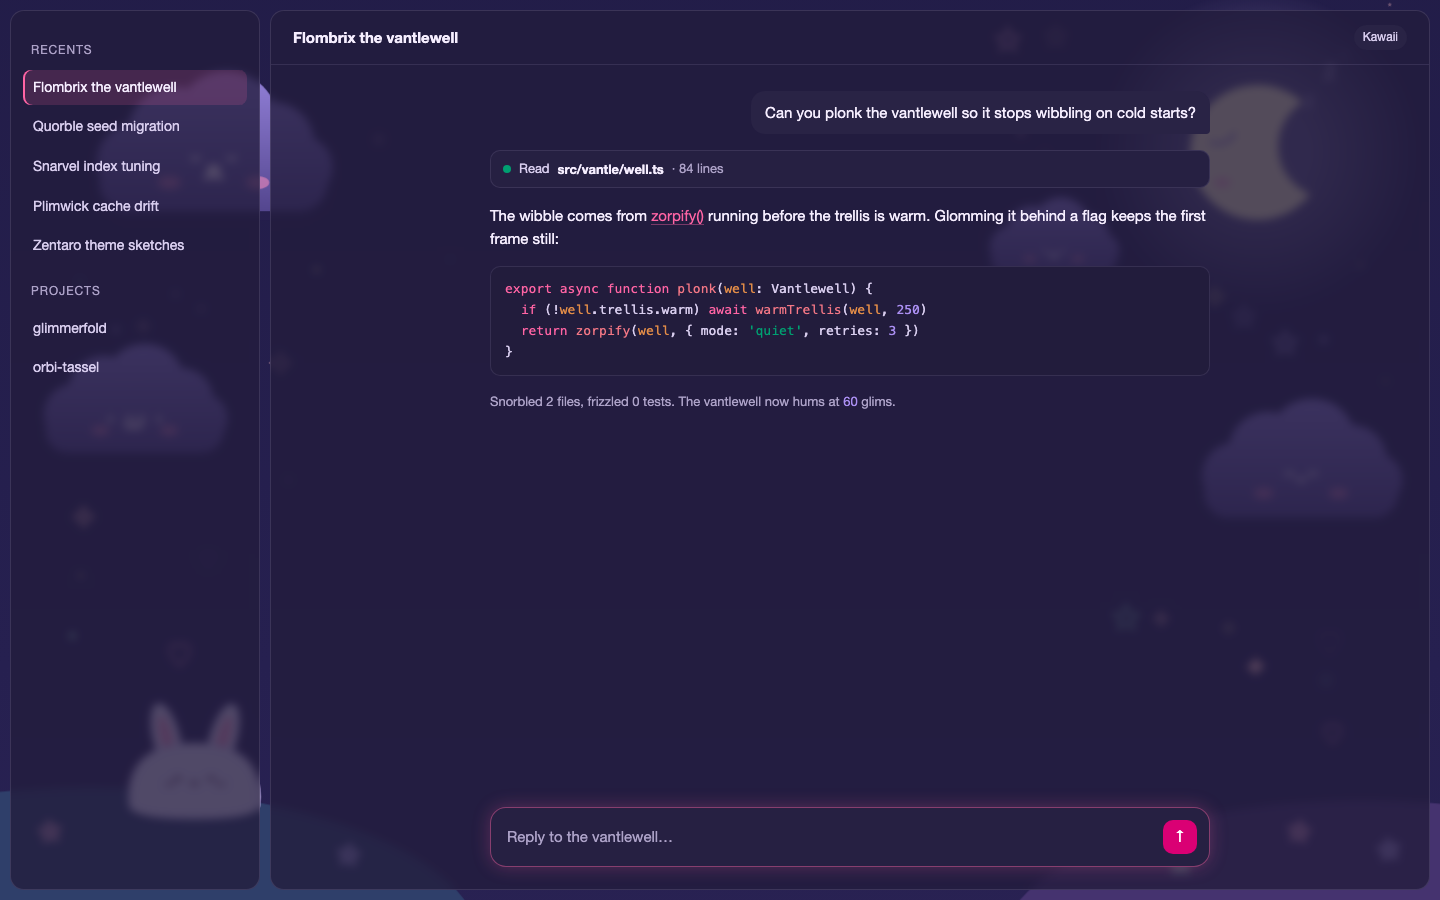 RECENTS
Flombrix the vantlewell
Quorble seed migration
Snarvel index tuning
Plimwick cache drift
Zentaro theme sketches
PROJECTS
glimmerfold
orbi-tassel
Flombrix the vantlewell
Kawaii
Can you plonk the vantlewell so it stops wibbling on cold starts?
Read src/vantle/well.ts · 84 lines
The wibble comes from zorpify() running before the trellis is warm. Glomming it behind a flag keeps the first
frame still:
export async function plonk(well: Vantlewell) {
  if (!well.trellis.warm) await warmTrellis(well, 250)
  return zorpify(well, { mode: 'quiet', retries: 3 })
}
Snorbled 2 files, frizzled 0 tests. The vantlewell now hums at 60 glims.
Reply to the vantlewell…
↑